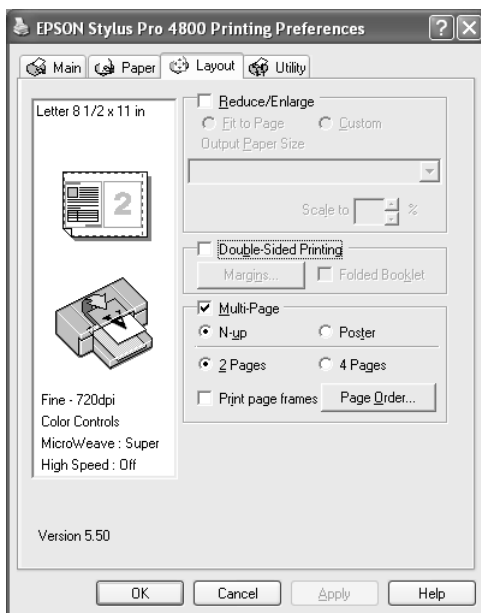 EPSON Stylus Pro 4800 Printing Preferences
Main Paper Layout Utility
Letter 8 1/2 x 11 in
2
Fine - 720dpi
Color Controls
MicroWeave : Super
High Speed : Off
Version 5.50
Reduce/Enlarge
Fit to Page Custom
Output Paper Size
Scale to %
Double-Sided Printing
Margins... Folded Booklet
Multi-Page
N-up Poster
2 Pages 4 Pages
Print page frames Page Order...
OK Cancel Apply Help